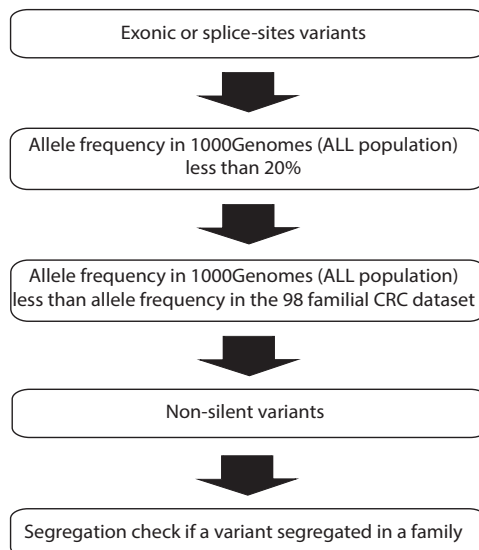 Exonic or splice-sites variants
Allele frequency in 1000Genomes (ALL population)
less than 20%
Allele frequency in 1000Genomes (ALL population)
less than allele frequency in the 98 familial CRC dataset
Non-silent variants
Segregation check if a variant segregated in a family